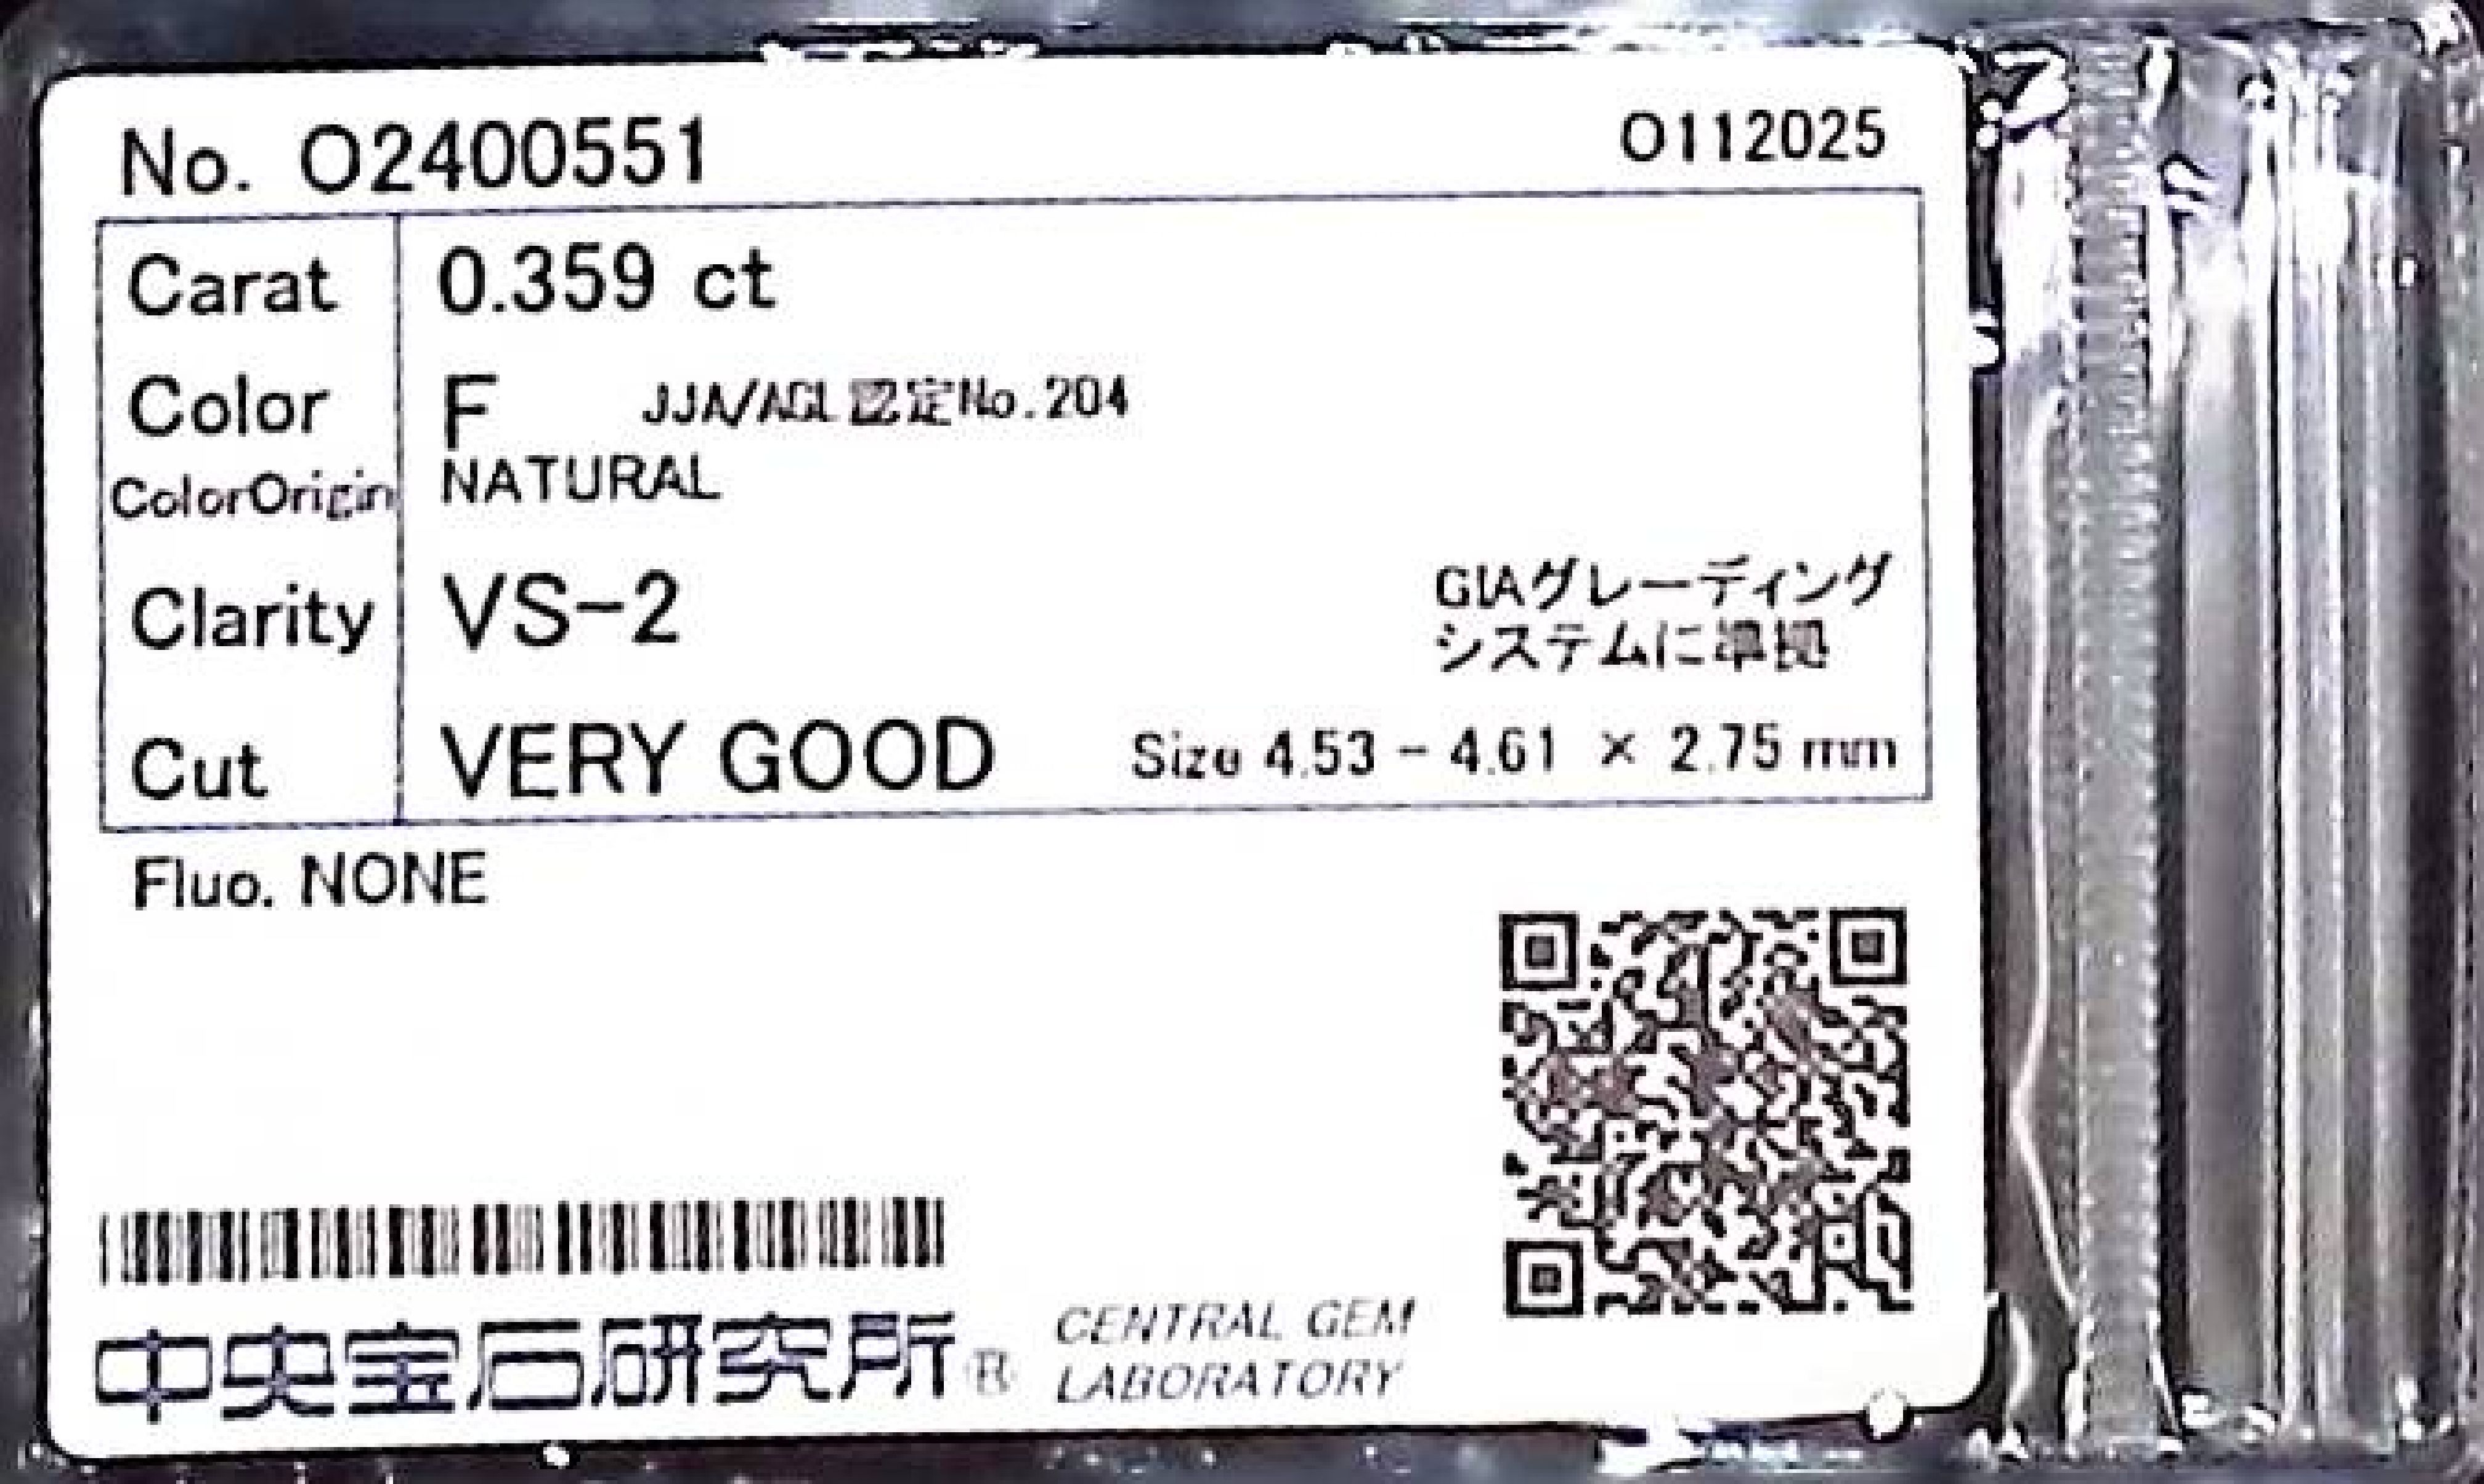 No. O2400551 O112025
Carat 0.359 ct
Color F JJA/AGL 認定No.204
ColorOrigin NATURAL
Clarity VS-2
GIAグレーディング
システムに準拠
Cut VERY GOOD Size 4.53 - 4.61 × 2.75 mm
Fluo. NONE
中央宝石研究所® CENTRAL GEM
LABORATORY